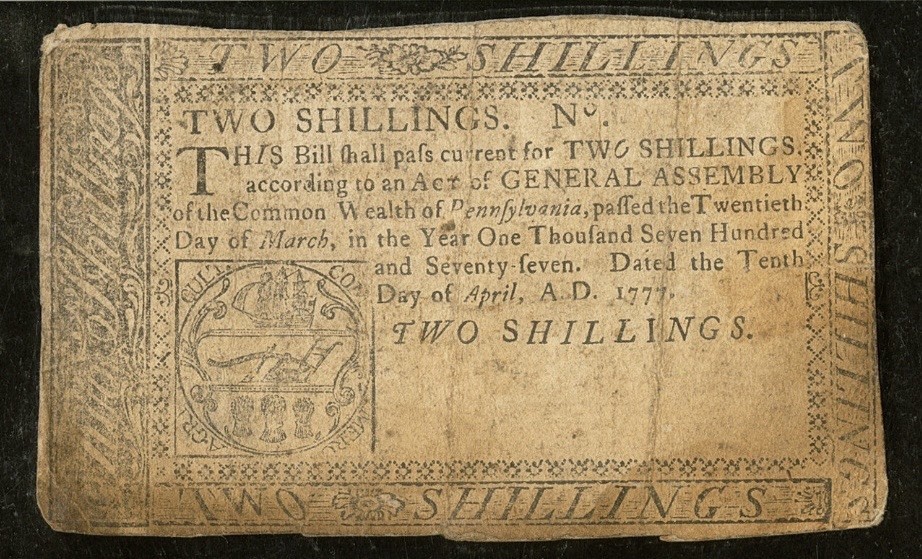 TWO SHILLINGS
TWO SHILLINGS. Nº.
THIS Bill ſhall paſs current for TWO SHILLINGS.
according to an Act of GENERAL ASSEMBLY
of the Common Wealth of Pennſylvania, paſſed the Twentieth
Day of March, in the Year One Thouſand Seven Hundred
and Seventy-ſeven. Dated the Tenth
Day of April, A. D. 1777.
TWO SHILLINGS.
TWO SHILLINGS
Two Shillings
TWO SHILLINGS